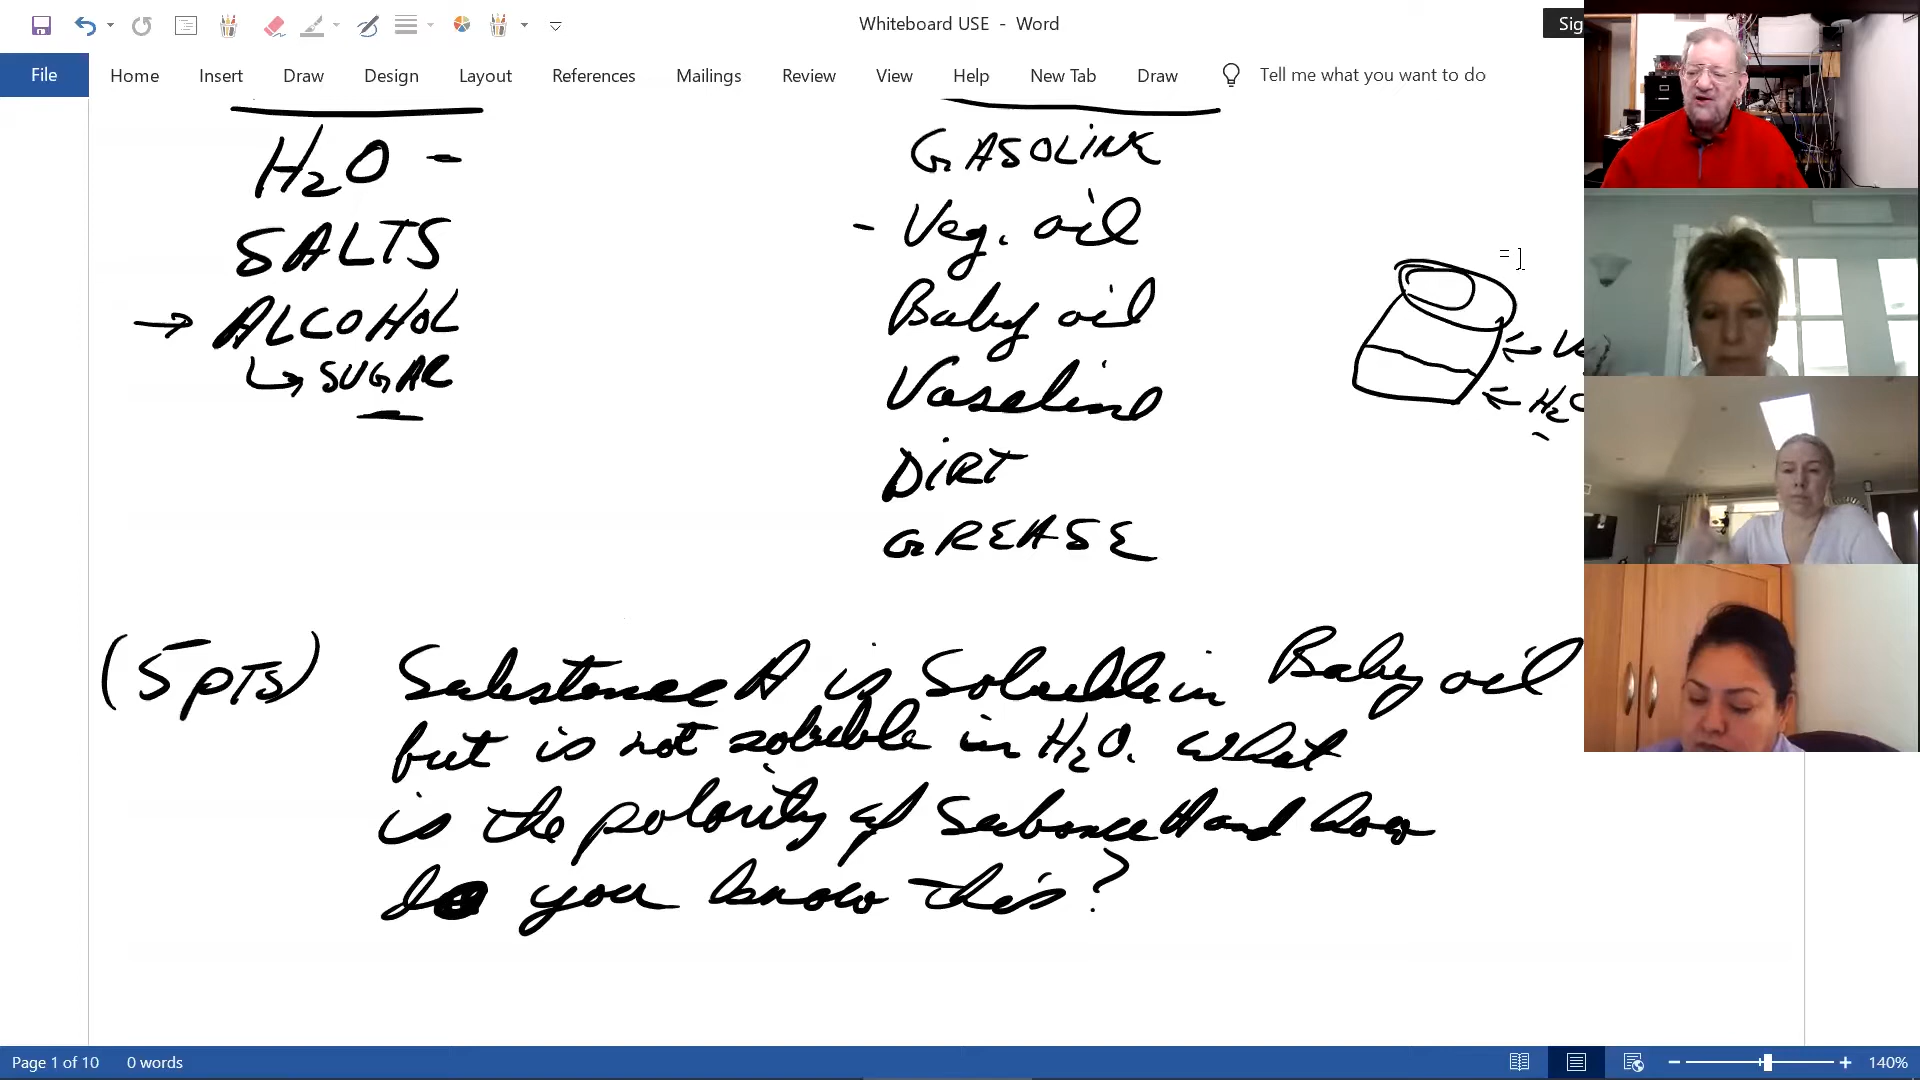 Whiteboard USE - Word
Sig
File Home Insert Draw Design Layout References Mailings Review View Help New Tab Draw Tell me what you want to do
H2O - GASOLINE
SALTS - Veg. oil
→ ALCOHOL Baby oil
↳ SUGAR Vaseline
← H2O
DIRT
GREASE
(5 pts) Substance A is Soluble in Baby oil
but is not soluble in H2O. What
is the polarity of Subance A and how
do you know this?
Page 1 of 10 0 words 140%